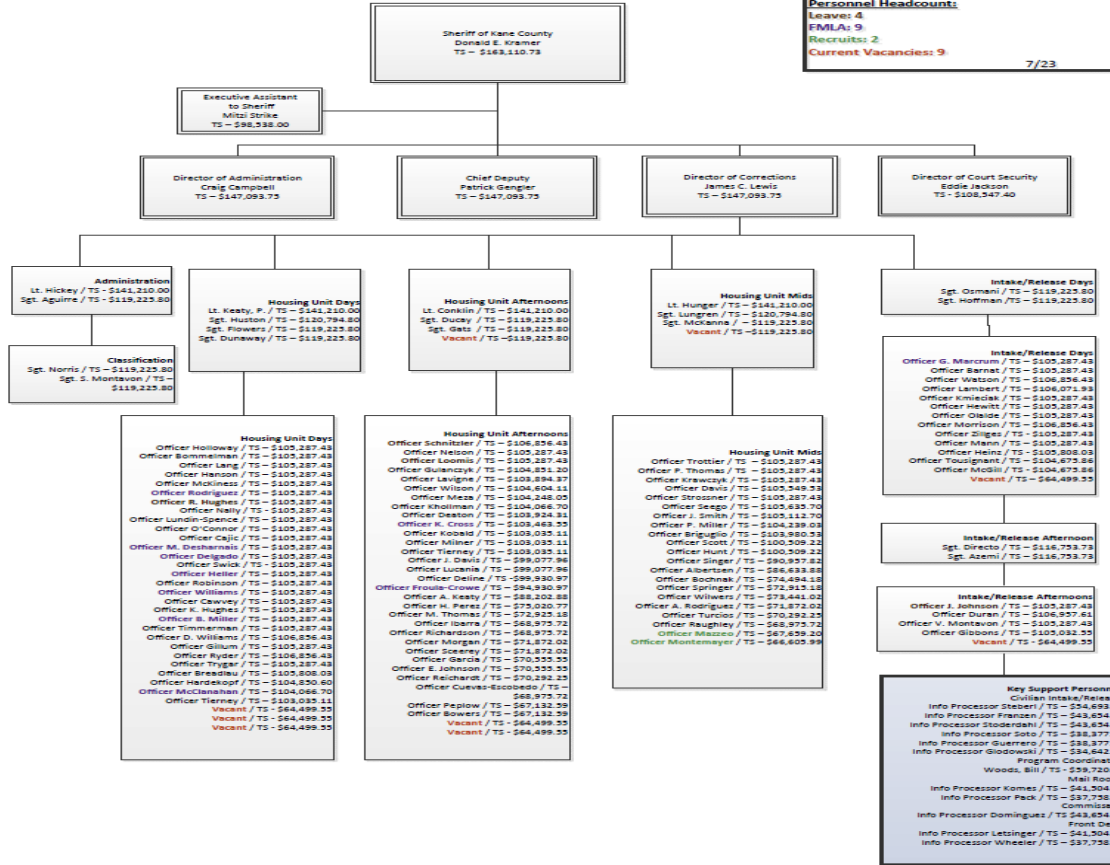 Personnel Headcount:
Leave: 4
FMLA: 9
Recruits: 2
Current Vacancies: 9
7/23
Sheriff of Kane County
Donald E. Kramer
TS – $163,110.73
Executive Assistant
to Sheriff
Mitzi Strike
TS – $98,538.00
Director of Administration
Craig Campbell
TS – $147,093.75
Chief Deputy
Patrick Gengler
TS – $147,093.75
Director of Corrections
James C. Lewis
TS – $147,093.75
Director of Court Security
Eddie Jackson
TS - $108,547.40
Administration
Lt. Hickey / TS - $141,210.00
Sgt. Aguirre / TS - $119,225.80
Classification
Sgt. Norris / TS – $119,225.80
Sgt. S. Montavon / TS –
$119,225.80
Housing Unit Days
Lt. Keaty, P. / TS – $141,210.00
Sgt. Huston / TS – $120,794.80
Sgt. Flowers / TS – $119,225.80
Sgt. Dunaway / TS – $119,225.80
Housing Unit Afternoons
Lt. Conklin / TS – $141,210.00
Sgt. Ducay / TS – $119,225.80
Sgt. Gats / TS – $119,225.80
Vacant / TS –$119,225.80
Housing Unit Mids
Lt. Hunger / TS – $141,210.00
Sgt. Lungren / TS – $120,794.80
Sgt. McKanna / – $119,225.80
Vacant / TS –$119,225.80
Intake/Release Days
Sgt. Osmani / TS – $119,225.80
Sgt. Hoffman /TS – $119,225.80
Housing Unit Days
Officer Holloway / TS – $105,287.43
Officer Bommelman / TS – $105,287.43
Officer Lang / TS – $105,287.43
Officer Hanson / TS – $105,287.43
Officer McKiness / TS – $105,287.43
Officer Rodriguez / TS – $105,287.43
Officer R. Hughes / TS – $105,287.43
Officer Nally / TS - $105,287.43
Officer Lundin-Spence / TS – $105,287.43
Officer O'Connor / TS – $105,287.43
Officer Cajic / TS – $105,287.43
Officer M. Desharnais / TS – $105,287.43
Officer Delgado / TS – $105,287.43
Officer Swick / TS - $105,287.43
Officer Heller / TS – $105,287.43
Officer Robinson / TS – $105,287.43
Officer Williams / TS – $105,287.43
Officer Cawvey / TS – $105,287.43
Officer K. Hughes / TS – $105,287.43
Officer B. Miller / TS – $105,287.43
Officer Timmerman / TS – $105,287.43
Officer D. Williams / TS – $106,856.43
Officer Gillum / TS – $105,287.43
Officer Ryder / TS – $106,856.43
Officer Trygar / TS – $105,287.43
Officer Breadlau / TS – $105,808.03
Officer Hardekopf / TS – $104,850.60
Officer McClanahan / TS – $104,066.70
Officer Tierney / TS – $103,035.11
Vacant / TS - $64,499.55
Vacant / TS - $64,499.55
Vacant / TS - $64,499.55
Housing Unit Afternoons
Officer Schnitzler / TS – $106,856.43
Officer Nelson / TS – $105,287.43
Officer Loomis / TS – $105,287.43
Officer Gulanczyk / TS – $104,851.20
Officer Lavigne / TS – $103,894.37
Officer Wilson / TS – $104,604.11
Officer Meza / TS – $104,248.05
Officer Khollman / TS – $104,066.70
Officer Deaton / TS – $103,924.31
Officer K. Cross / TS – $103,463.55
Officer Kobald / TS – $103,035.11
Officer Milner / TS – $103,035.11
Officer Tierney / TS – $103,035.11
Officer J. Davis / TS – $99,077.96
Officer Lucania / TS – $99,077.96
Officer Deline / TS -$99,930.97
Officer Froula-Crowe / TS – $94,930.97
Officer A. Keaty / TS – $88,202.88
Officer H. Perez / TS – $75,020.77
Officer M. Thomas / TS – $72,925.18
Officer Ibarra / TS – $68,975.72
Officer Richardson / TS – $68,975.72
Officer Morgan / TS – $71,872.02
Officer Scearey / TS – $71,872.02
Officer Garcia / TS – $70,555.55
Officer E. Johnson / TS – $70,555.55
Officer Reichardt / TS – $70,292.25
Officer Cuevas-Escobedo / TS –
$68,975.72
Officer Peplow / TS – $67,132.59
Officer Bowers / TS – $67,132.59
Vacant / TS - $64,499.55
Vacant / TS - $64,499.55
Housing Unit Mids
Officer Trottier / TS – $105,287.43
Officer P. Thomas / TS – $105,287.43
Officer Krawczyk / TS – $105,287.43
Officer Davis / TS – $105,549.53
Officer Strossner / TS – $105,287.43
Officer Seego / TS – $105,635.70
Officer J. Smith / TS – $105,112.70
Officer P. Miller / TS – $104,239.03
Officer Briguglio / TS – $103,980.53
Officer Scott / TS – $100,509.22
Officer Hunt / TS – $100,509.22
Officer Singer / TS – $90,957.82
Officer Albertsen / TS – $86,633.88
Officer Bochnak / TS – $74,494.18
Officer Springer / TS – $72,915.18
Officer Wilwers / TS – $73,441.02
Officer A. Rodriguez / TS – $71,872.02
Officer Turcios / TS – $70,292.25
Officer Raughley / TS – $68,975.72
Officer Mazzeo / TS – $67,659.20
Officer Montemayer / TS – $66,605.99
Intake/Release Days
Officer G. Marcrum / TS – $105,287.43
Officer Barnat / TS – $105,287.43
Officer Watson / TS – $106,856.43
Officer Lambert / TS – $106,071.93
Officer Kmieciak / TS – $105,287.43
Officer Hewitt / TS – $105,287.43
Officer Olalde / TS – $105,287.43
Officer Morrison / TS – $106,856.43
Officer Ziliges / TS - $105,287.43
Officer Mann / TS – $105,287.43
Officer Heinz / TS - $105,808.03
Officer Tousignant / TS – $104,675.86
Officer McGill / TS - $104,675.86
Vacant / TS – $64,499.55
Intake/Release Afternoon
Sgt. Directo / TS – $116,753.73
Sgt. Azemi / TS – $116,753.73
Intake/Release Afternoons
Officer J. Johnson / TS – $105,287.43
Officer Duran / TS – $106,957.61
Officer V. Montavon / TS – $105,287.43
Officer Gibbons / TS – $105,032.55
Vacant / TS – $64,499.55
Key Support Personn
Civilian Intake/Relea
Info Processor Steberl / TS – $54,693
Info Processor Franzen / TS – $43,654
Info Processor Stoderdahl / TS – $43,654
Info Processor Soto / TS – $38,377
Info Processor Guerrero / TS – $38,377
Info Processor Glodowski / TS – $34,642
Program Coordinat
Woods, Bill / TS - $59,720
Mail Roo
Info Processor Komes / TS – $41,504
Info Processor Pack / TS – $37,758
Commissa
Info Processor Dominguez / TS $43,654
Front De
Info Processor Letsinger / TS – $41,504
Info Processor Wheeler / TS – $37,758